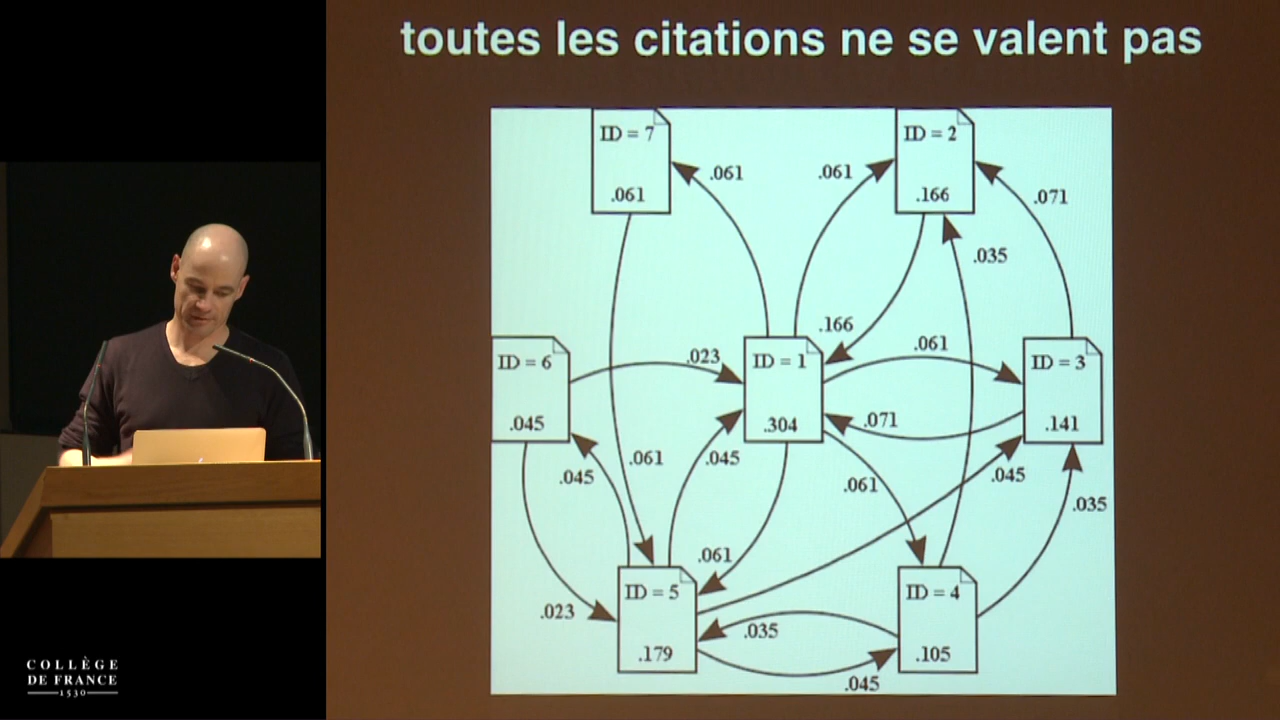 toutes les citations ne se valent pas
ID = 7
.061
ID = 2
.166
.061
.061
.071
.035
.166
ID = 6
.045
.023
ID = 1
.304
.061
.071
ID = 3
.141
.045
.061
.045
.061
.045
.035
.061
.023
ID = 5
.179
.035
.045
ID = 4
.105
COLLÈGE
DE FRANCE
1530